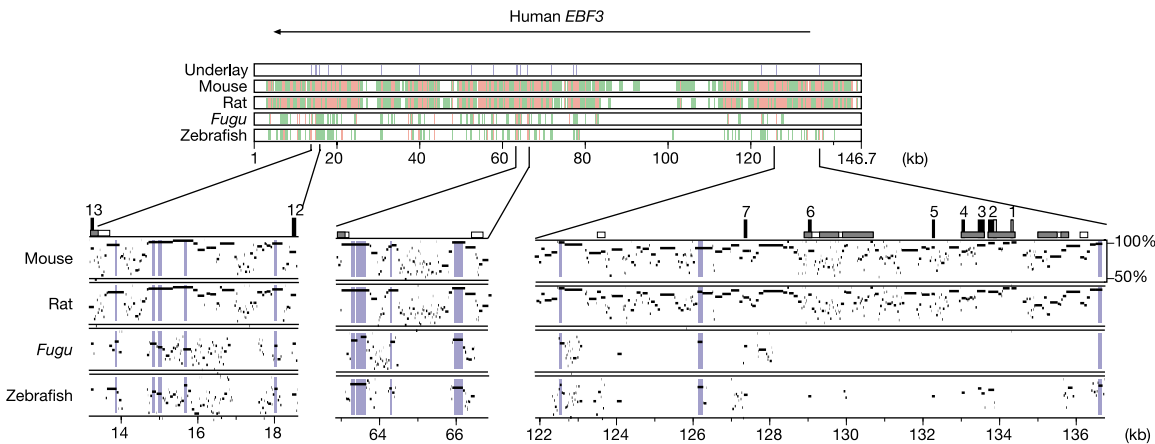 Human EBF3
Underlay
Mouse
Rat
Fugu
Zebrafish
1 20 40 60 80 100 120 146.7 (kb)
13 12 7 6 5 4 3 2 1
Mouse 100%
50%
Rat
Fugu
Zebrafish
14 16 18 64 66 122 124 126 128 130 132 134 136 (kb)